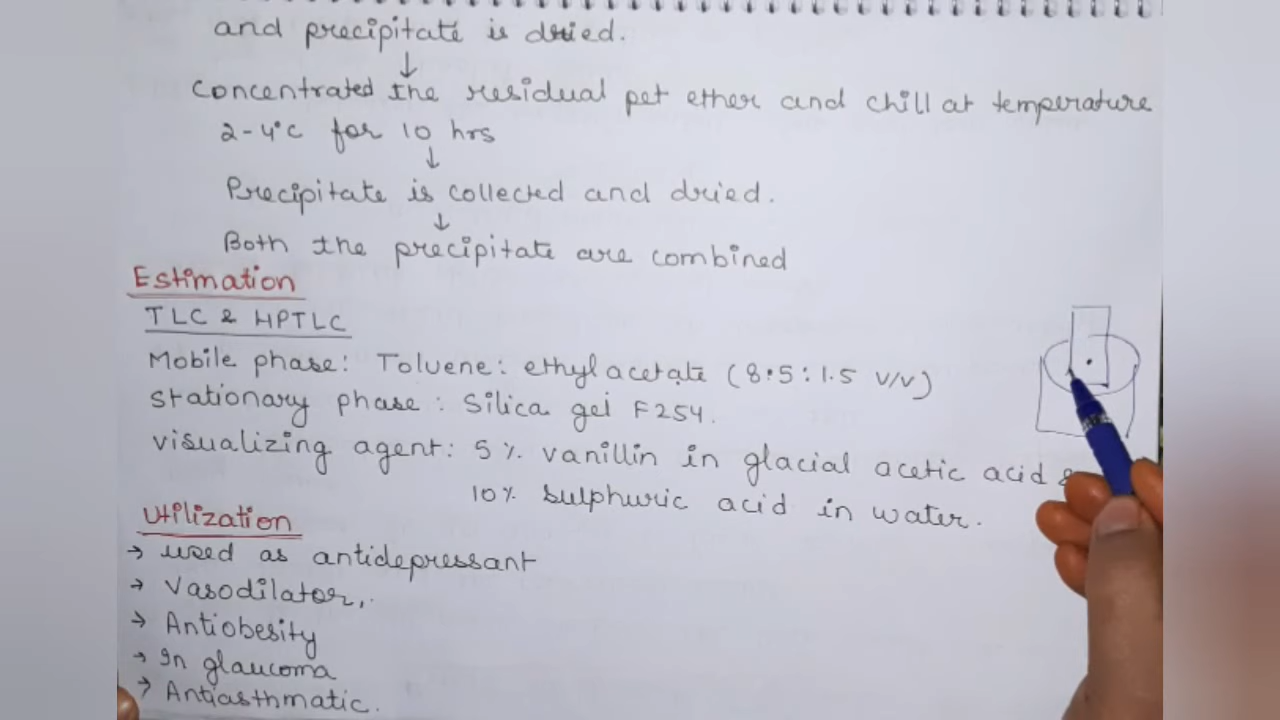 and precipitate is dried.
↓
Concentrated the residual pet ether and chill at temperature
2-4°C for 10 hrs
↓
Precipitate is collected and dried.
↓
Both the precipitate are combined
Estimation
TLC & HPTLC
Mobile phase: Toluene: ethyl acetate (8.5:1.5 v/v)
Stationary phase: Silica gel F254.
Visualizing agent: 5% vanillin in glacial acetic acid &
10% sulphuric acid in water.
Utilization
→ used as antidepressant
→ Vasodilator,.
→ Antiobesity
→ In glaucoma
→ Antiasthmatic.